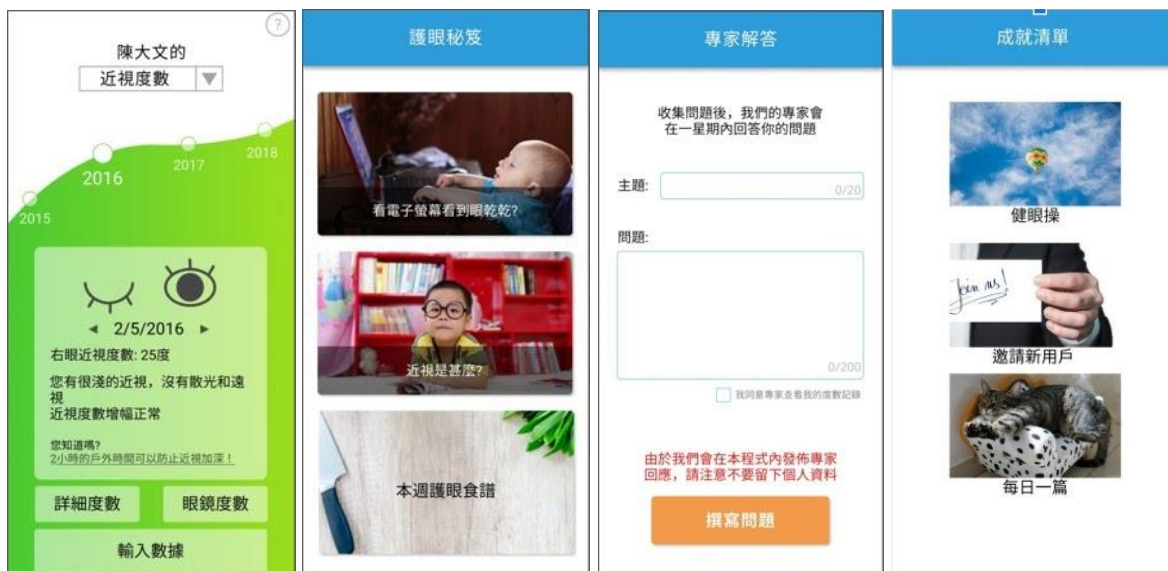 ?
陳大文的
近視度數
2015
2016
2017
2018
◄ 2/5/2016 ►
右眼近視度數: 25度
您有很淺的近視，沒有散光和遠
視
近視度數增幅正常
您知道嗎?
2小時的戶外時間可以防止近視加深！
詳細度數
眼鏡度數
輸入數據
護眼秘笈
看電子螢幕看到眼乾乾?
近視是甚麼?
本週護眼食譜
專家解答
收集問題後，我們的專家會
在一星期內回答你的問題
主題:
0/20
問題:
0/200
我同意專家查看我的度數記錄
由於我們會在本程式內發佈專家
回應，請注意不要留下個人資料
撰寫問題
成就清單
健眼操
Join us!
邀請新用戶
每日一篇